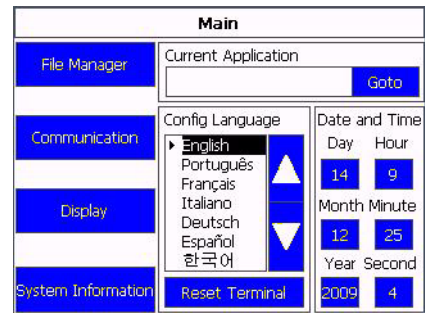 Main
File Manager
Communication
Display
System Information
Current Application
Goto
Config Language
English
Português
Français
Italiano
Deutsch
Español
한국어
Reset Terminal
Date and Time
Day Hour
14 9
Month Minute
12 25
Year Second
2009 4